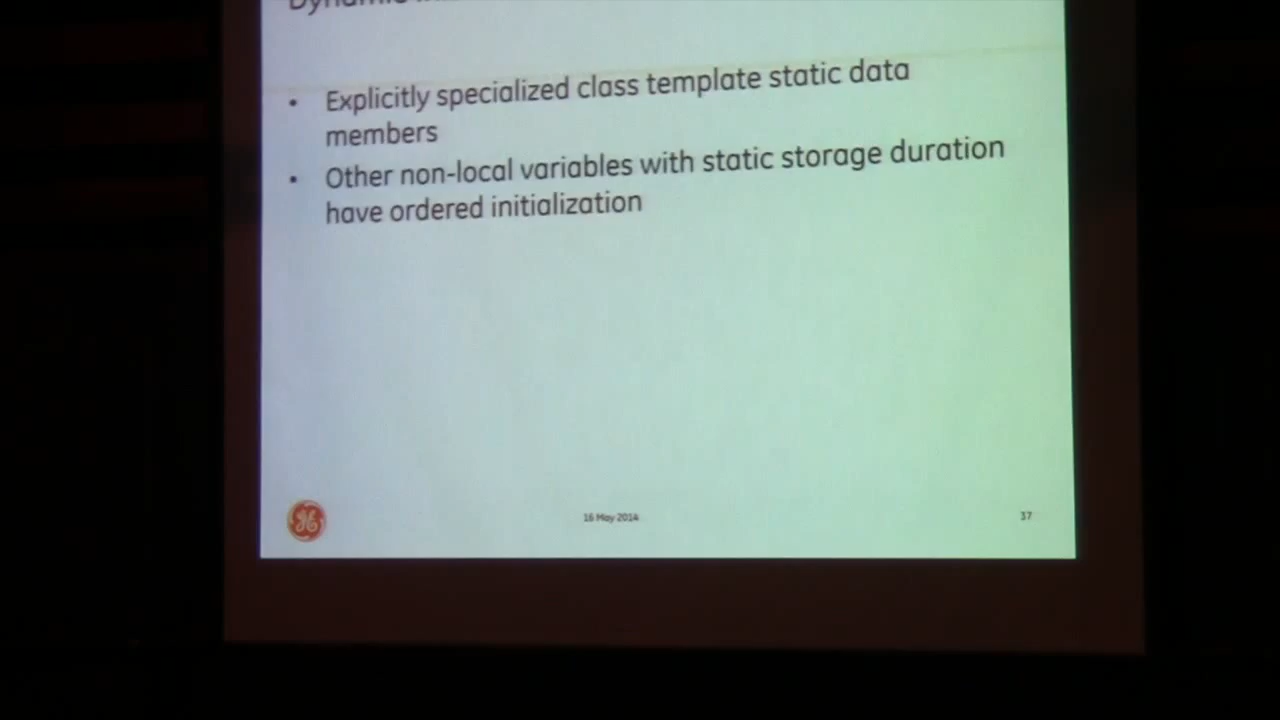 • Explicitly specialized class template static data
members
• Other non-local variables with static storage duration
have ordered initialization
16 May 2014
37